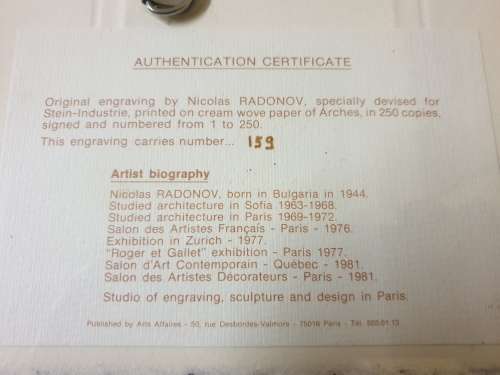 AUTHENTICATION CERTIFICATE
Original engraving by Nicolas RADONOV, specially devised for
Stein-Industrie, printed on cream wove paper of Arches, in 250 copies,
signed and numbered from 1 to 250.
This engraving carries number... 159
Artist biography
Nicolas RADONOV, born in Bulgaria in 1944.
Studied architecture in Sofia 1963-1968.
Studied architecture in Paris 1969-1972.
Salon des Artistes Français - Paris - 1976.
Exhibition in Zurich - 1977.
"Roger et Gallet" exhibition - Paris 1977.
Salon d'Art Contemporain - Québec - 1981.
Salon des Artistes Décorateurs - Paris - 1981.
Studio of engraving, sculpture and design in Paris.
Published by Arts Affaires - 50, rue Desbordes-Valmore - 75016 Paris - Tél.